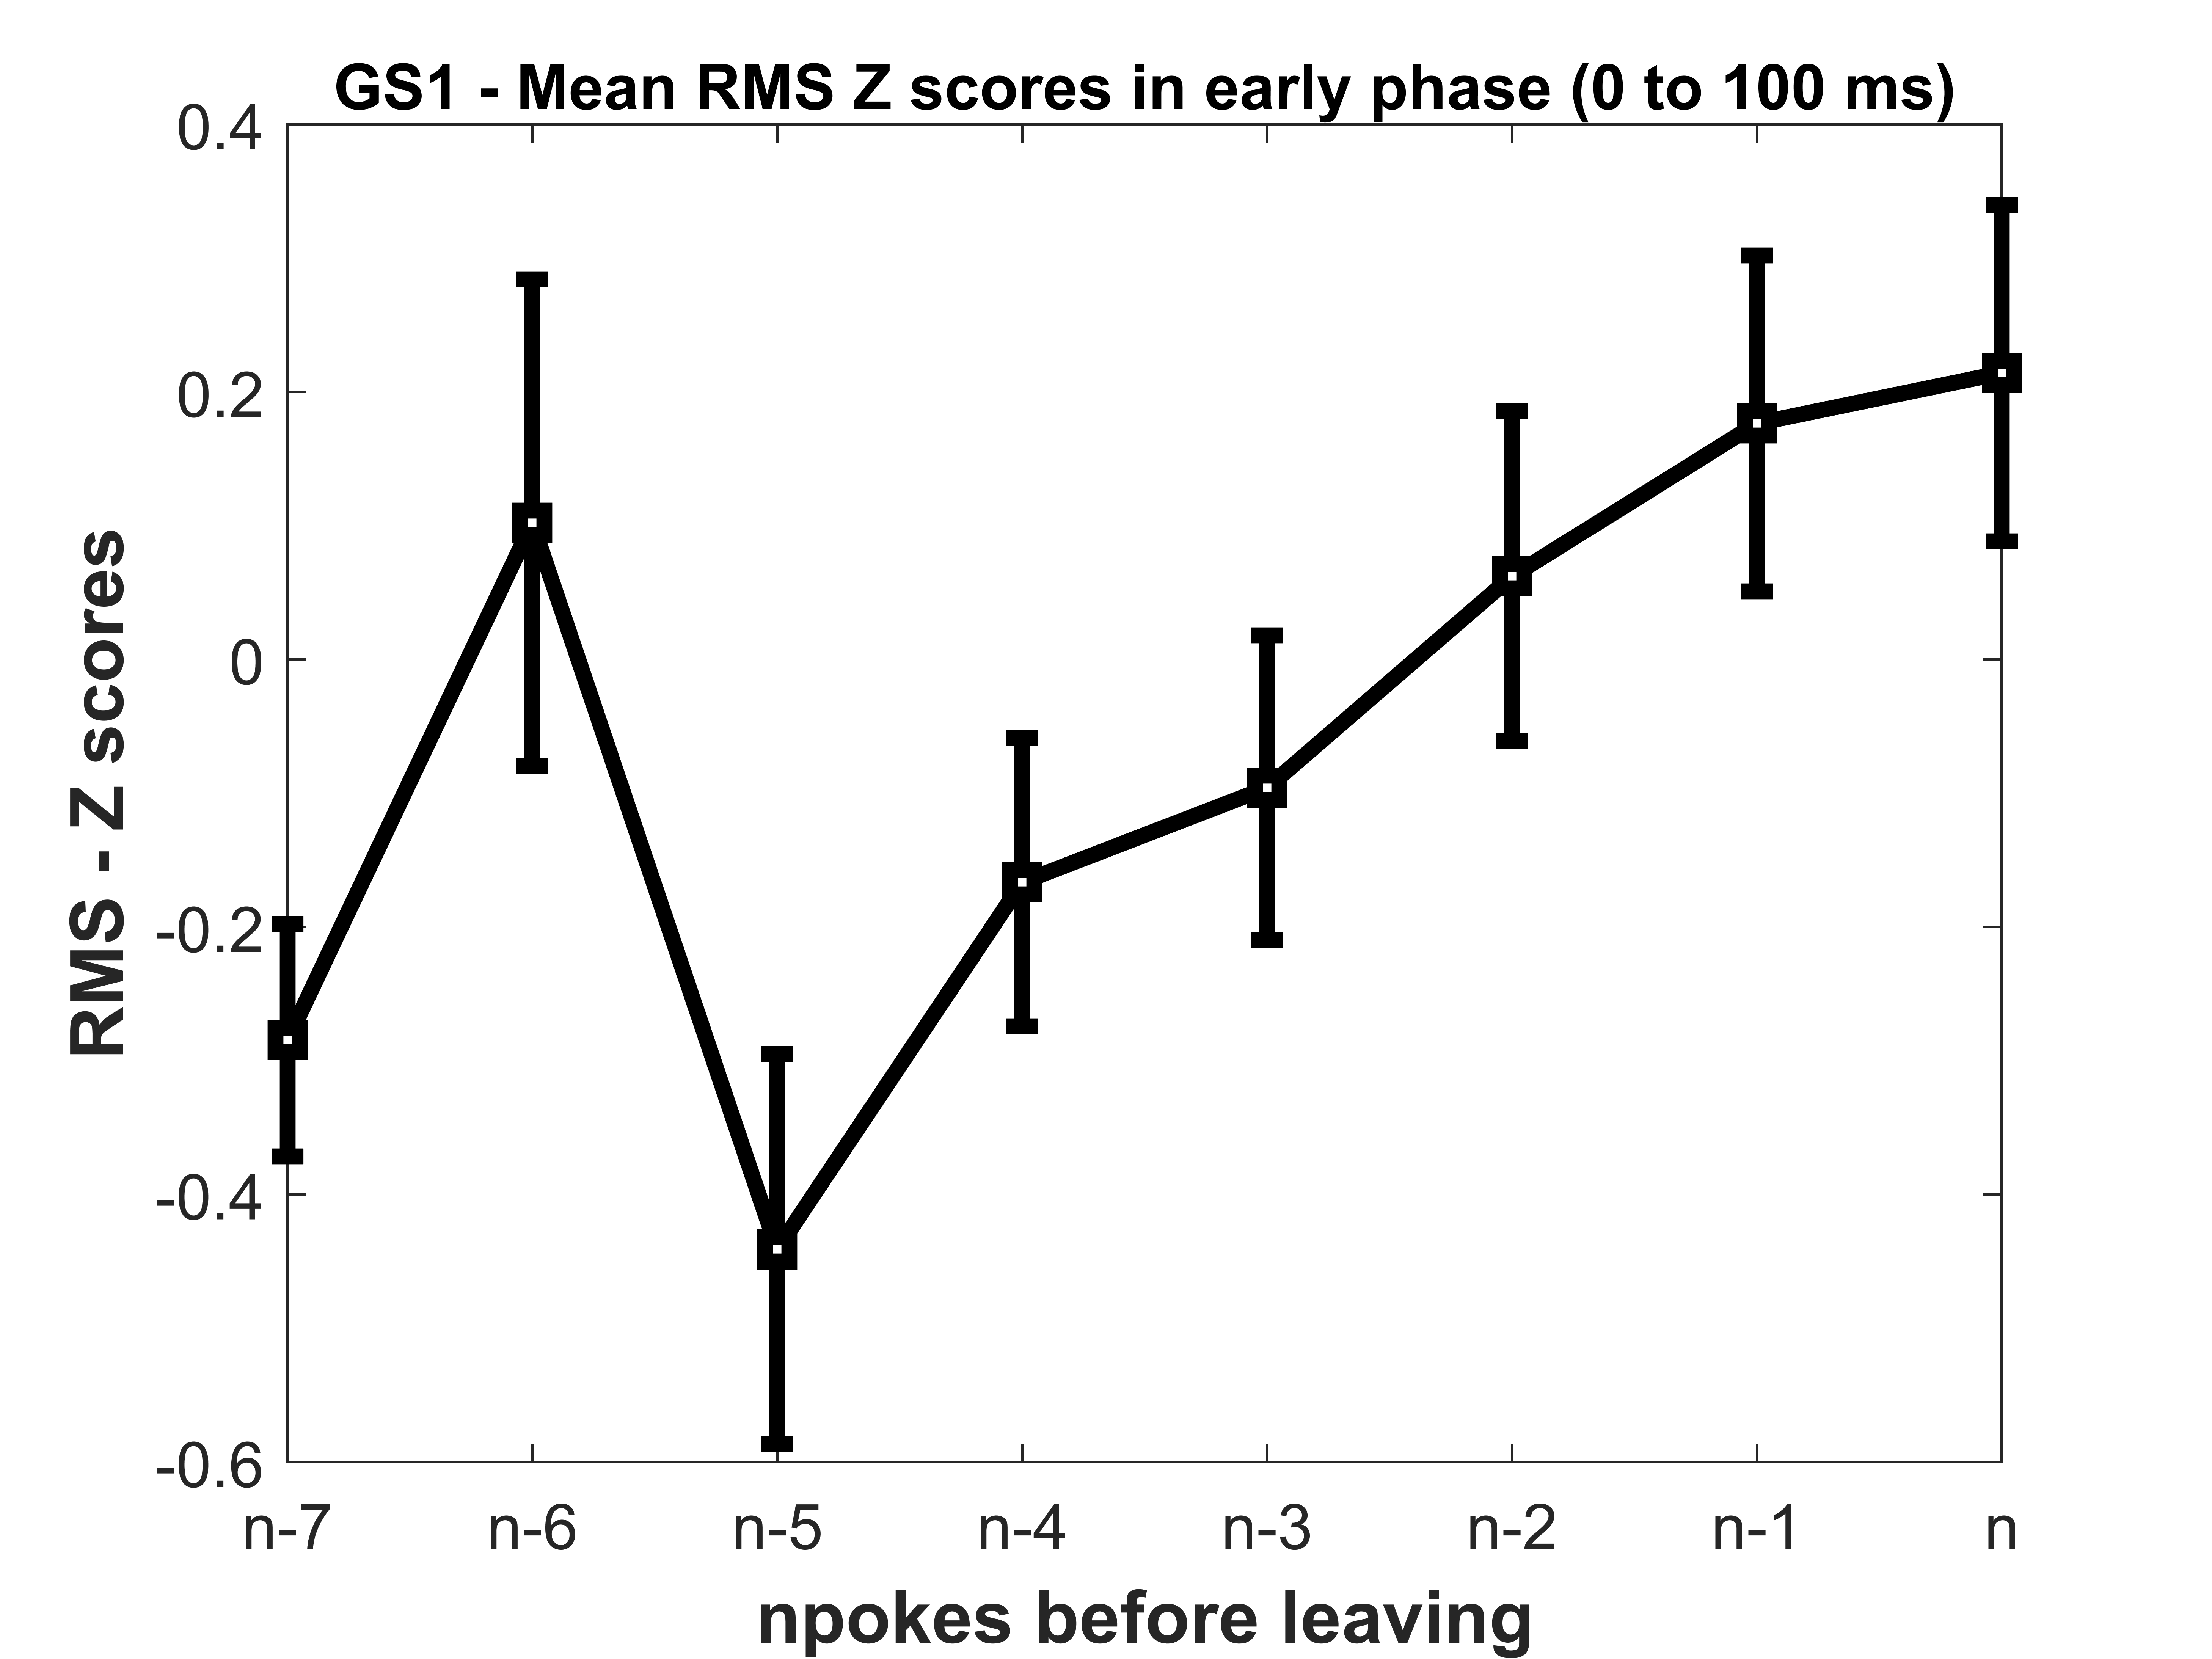 GS1 - Mean RMS Z scores in early phase (0 to 100 ms)
0.4
0.2
0
-0.2
-0.4
-0.6
RMS - Z scores
n-7 n-6 n-5 n-4 n-3 n-2 n-1 n
npokes before leaving